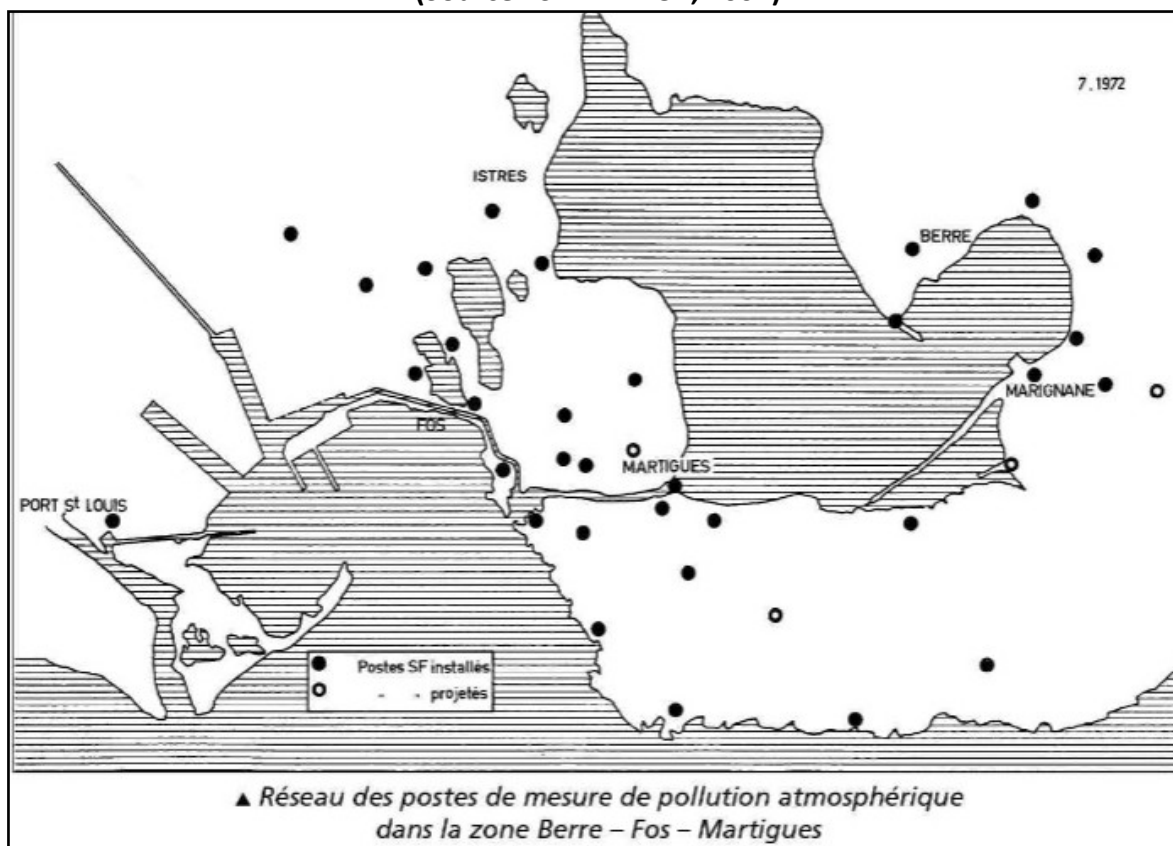 7.1972
ISTRES
BERRE
MARIGNANE
FOS
MARTIGUES
PORT St LOUIS
Postes SF installés
- - projetés
▲ Réseau des postes de mesure de pollution atmosphérique
dans la zone Berre – Fos – Martigues